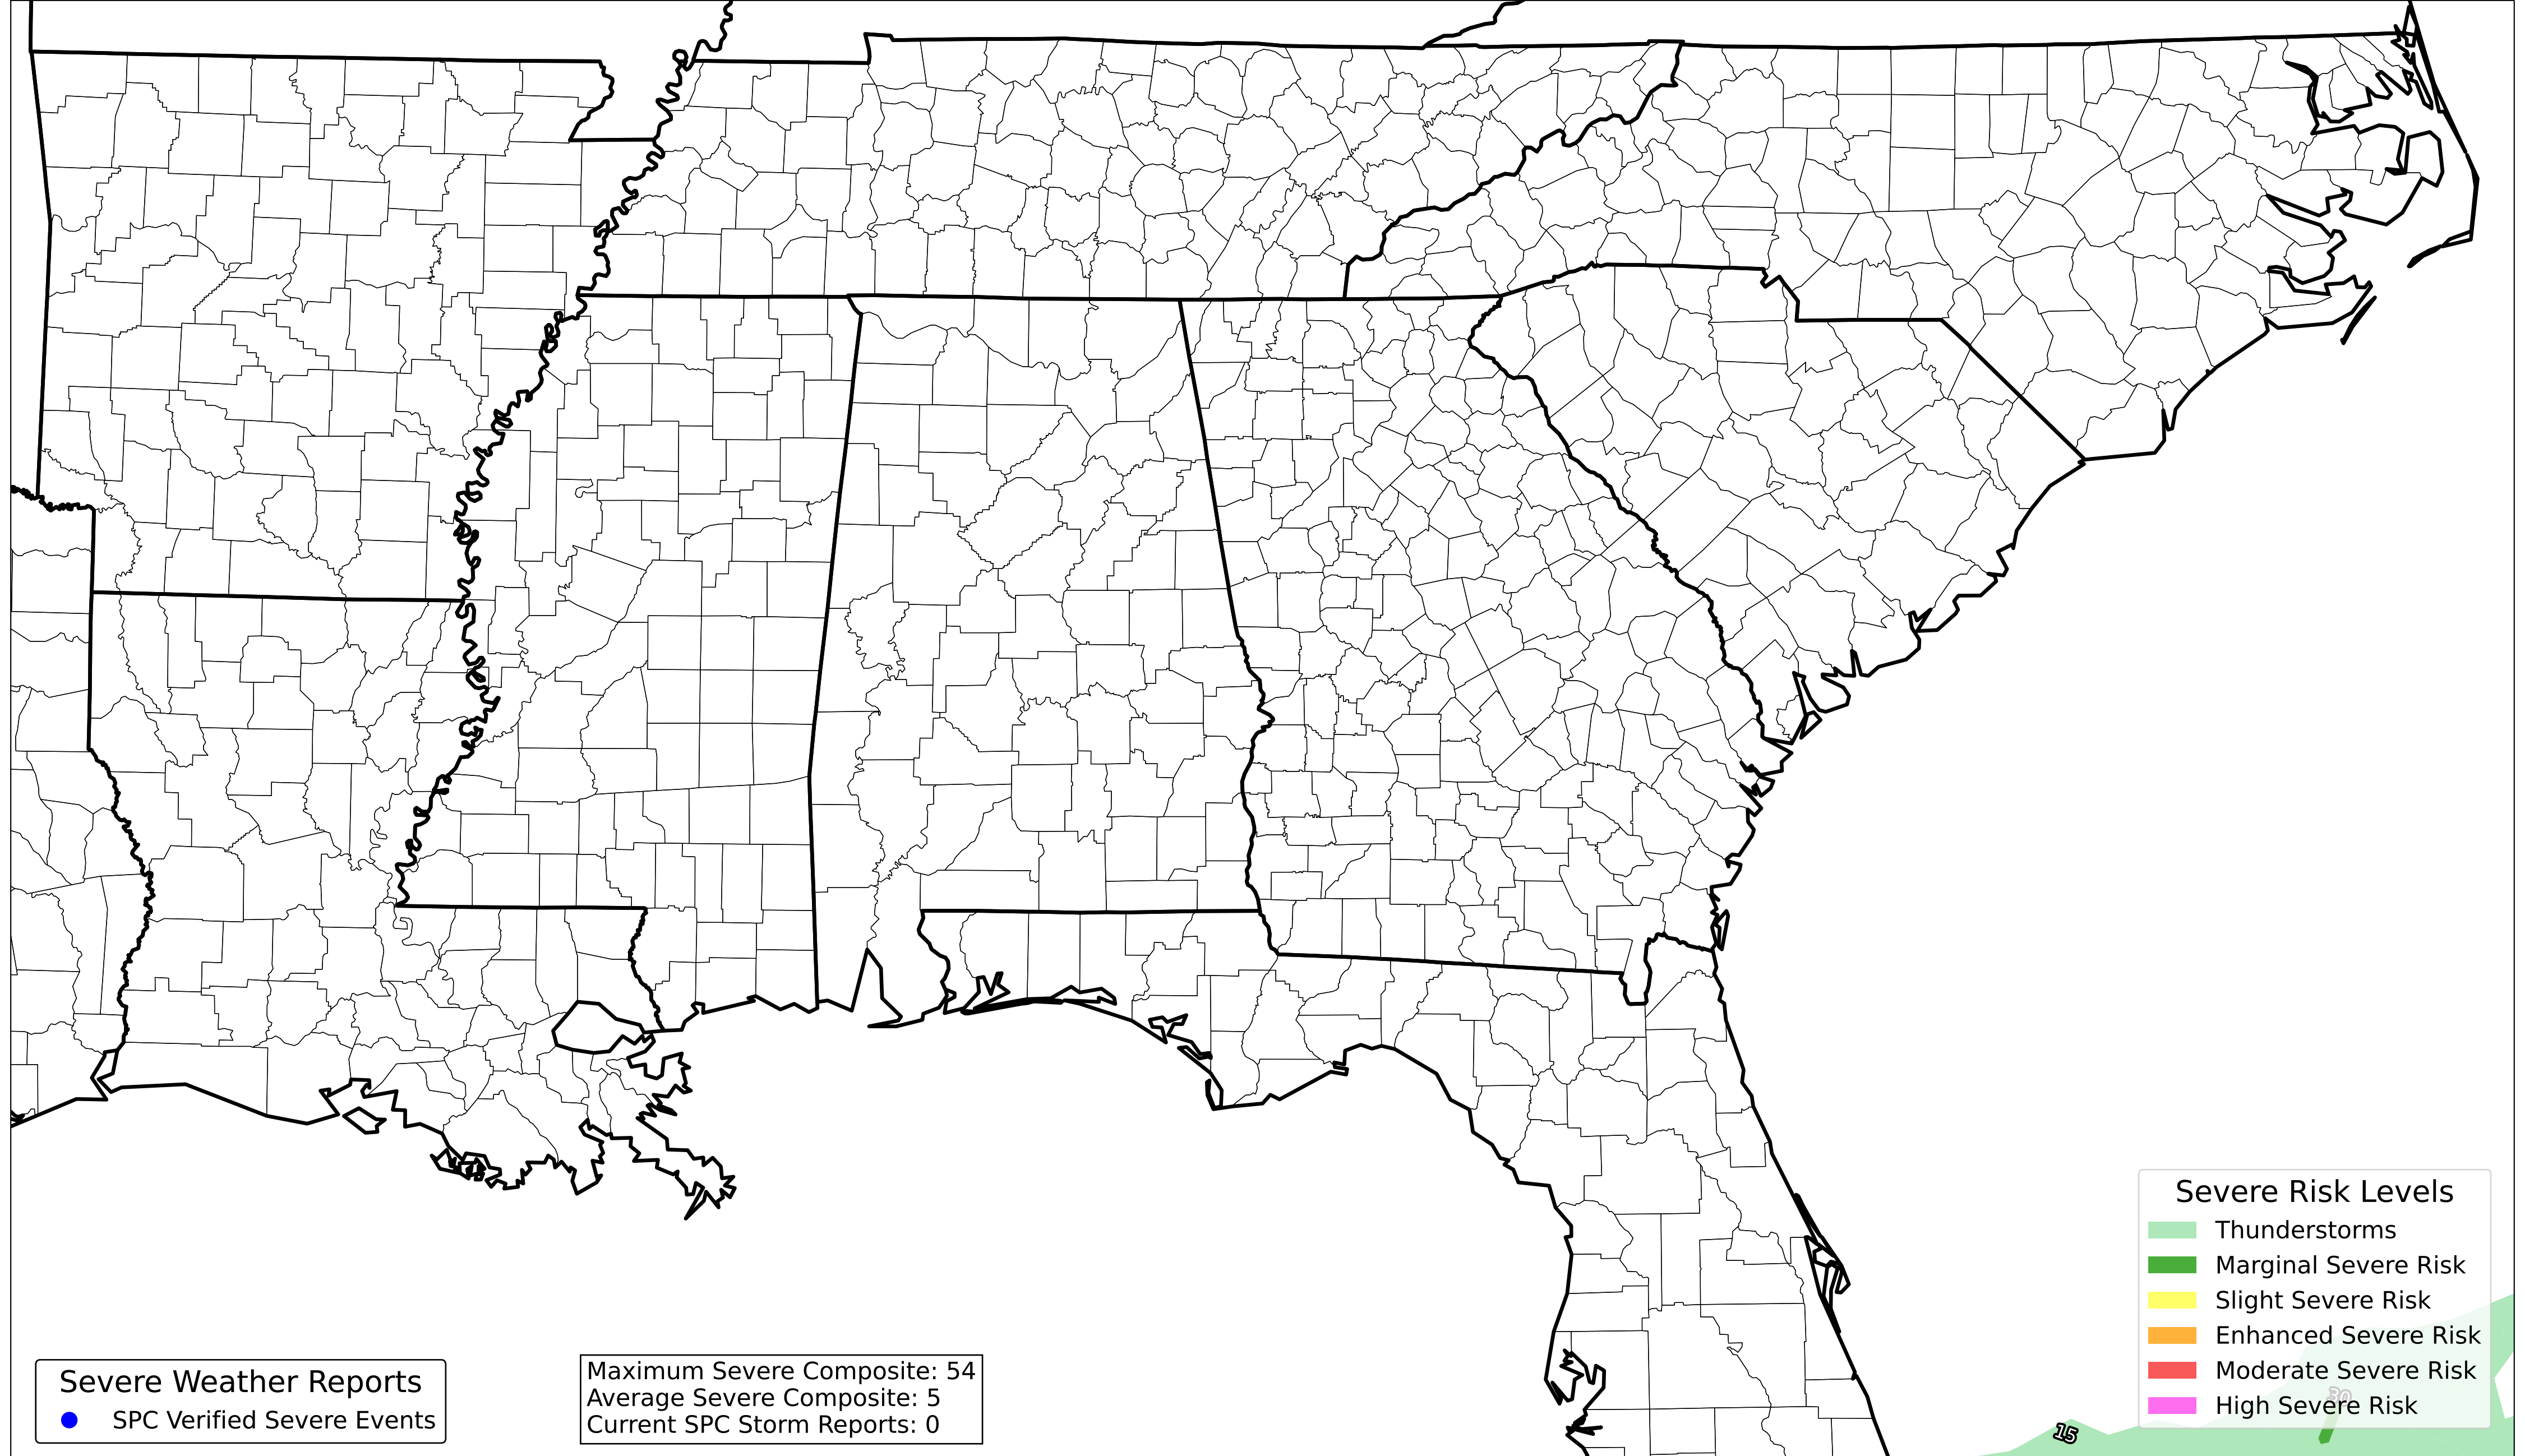 Severe Risk Levels
Thunderstorms
Marginal Severe Risk
Slight Severe Risk
Enhanced Severe Risk
Moderate Severe Risk
High Severe Risk
30
15
Severe Weather Reports
SPC Verified Severe Events
Maximum Severe Composite: 54
Average Severe Composite: 5
Current SPC Storm Reports: 0